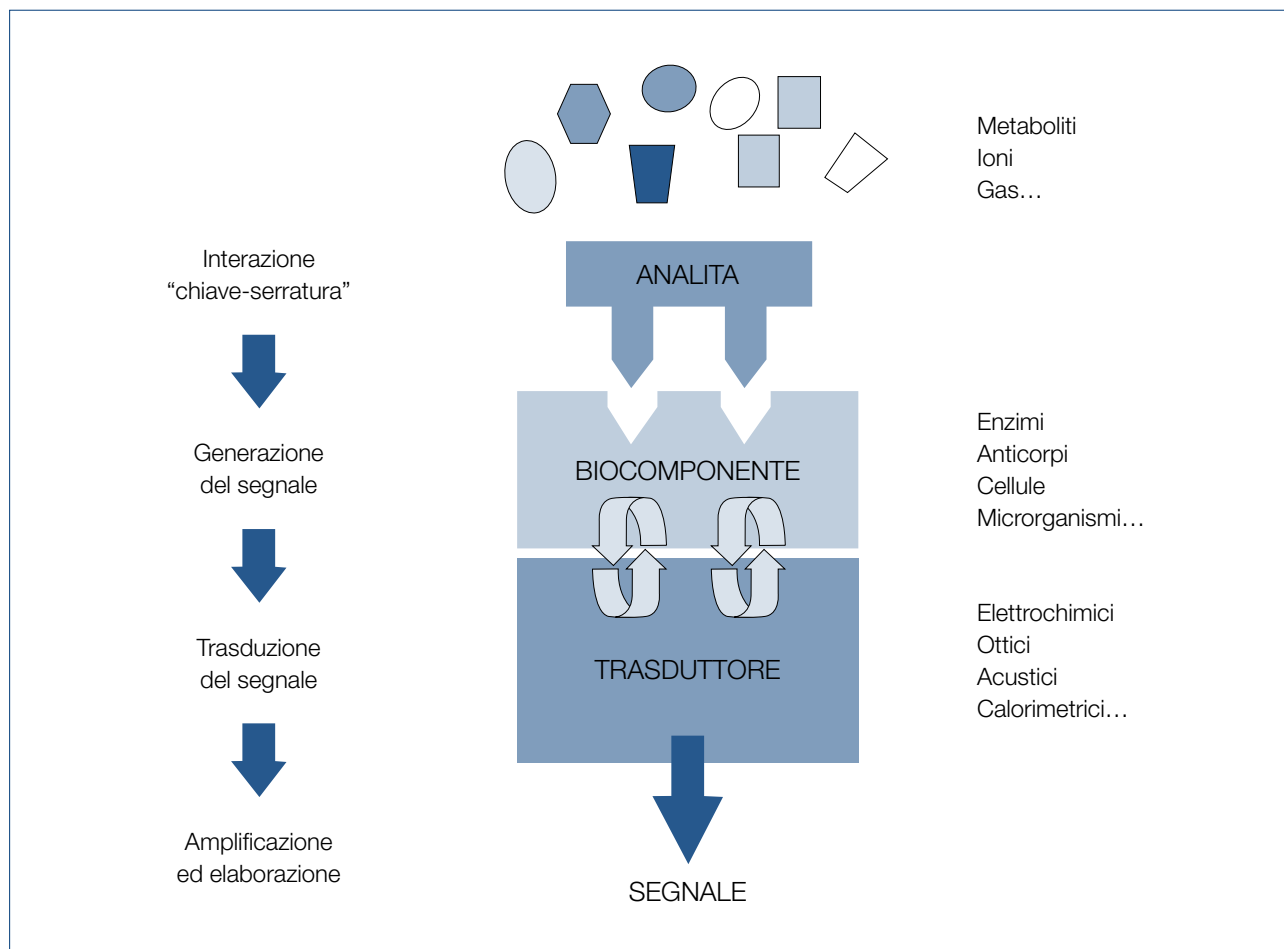 Metaboliti
Ioni
Gas…
Interazione
“chiave-serratura”
ANALITA
Generazione
del segnale
BIOCOMPONENTE
Enzimi
Anticorpi
Cellule
Microrganismi…
Trasduzione
del segnale
TRASDUTTORE
Elettrochimici
Ottici
Acustici
Calorimetrici…
Amplificazione
ed elaborazione
SEGNALE